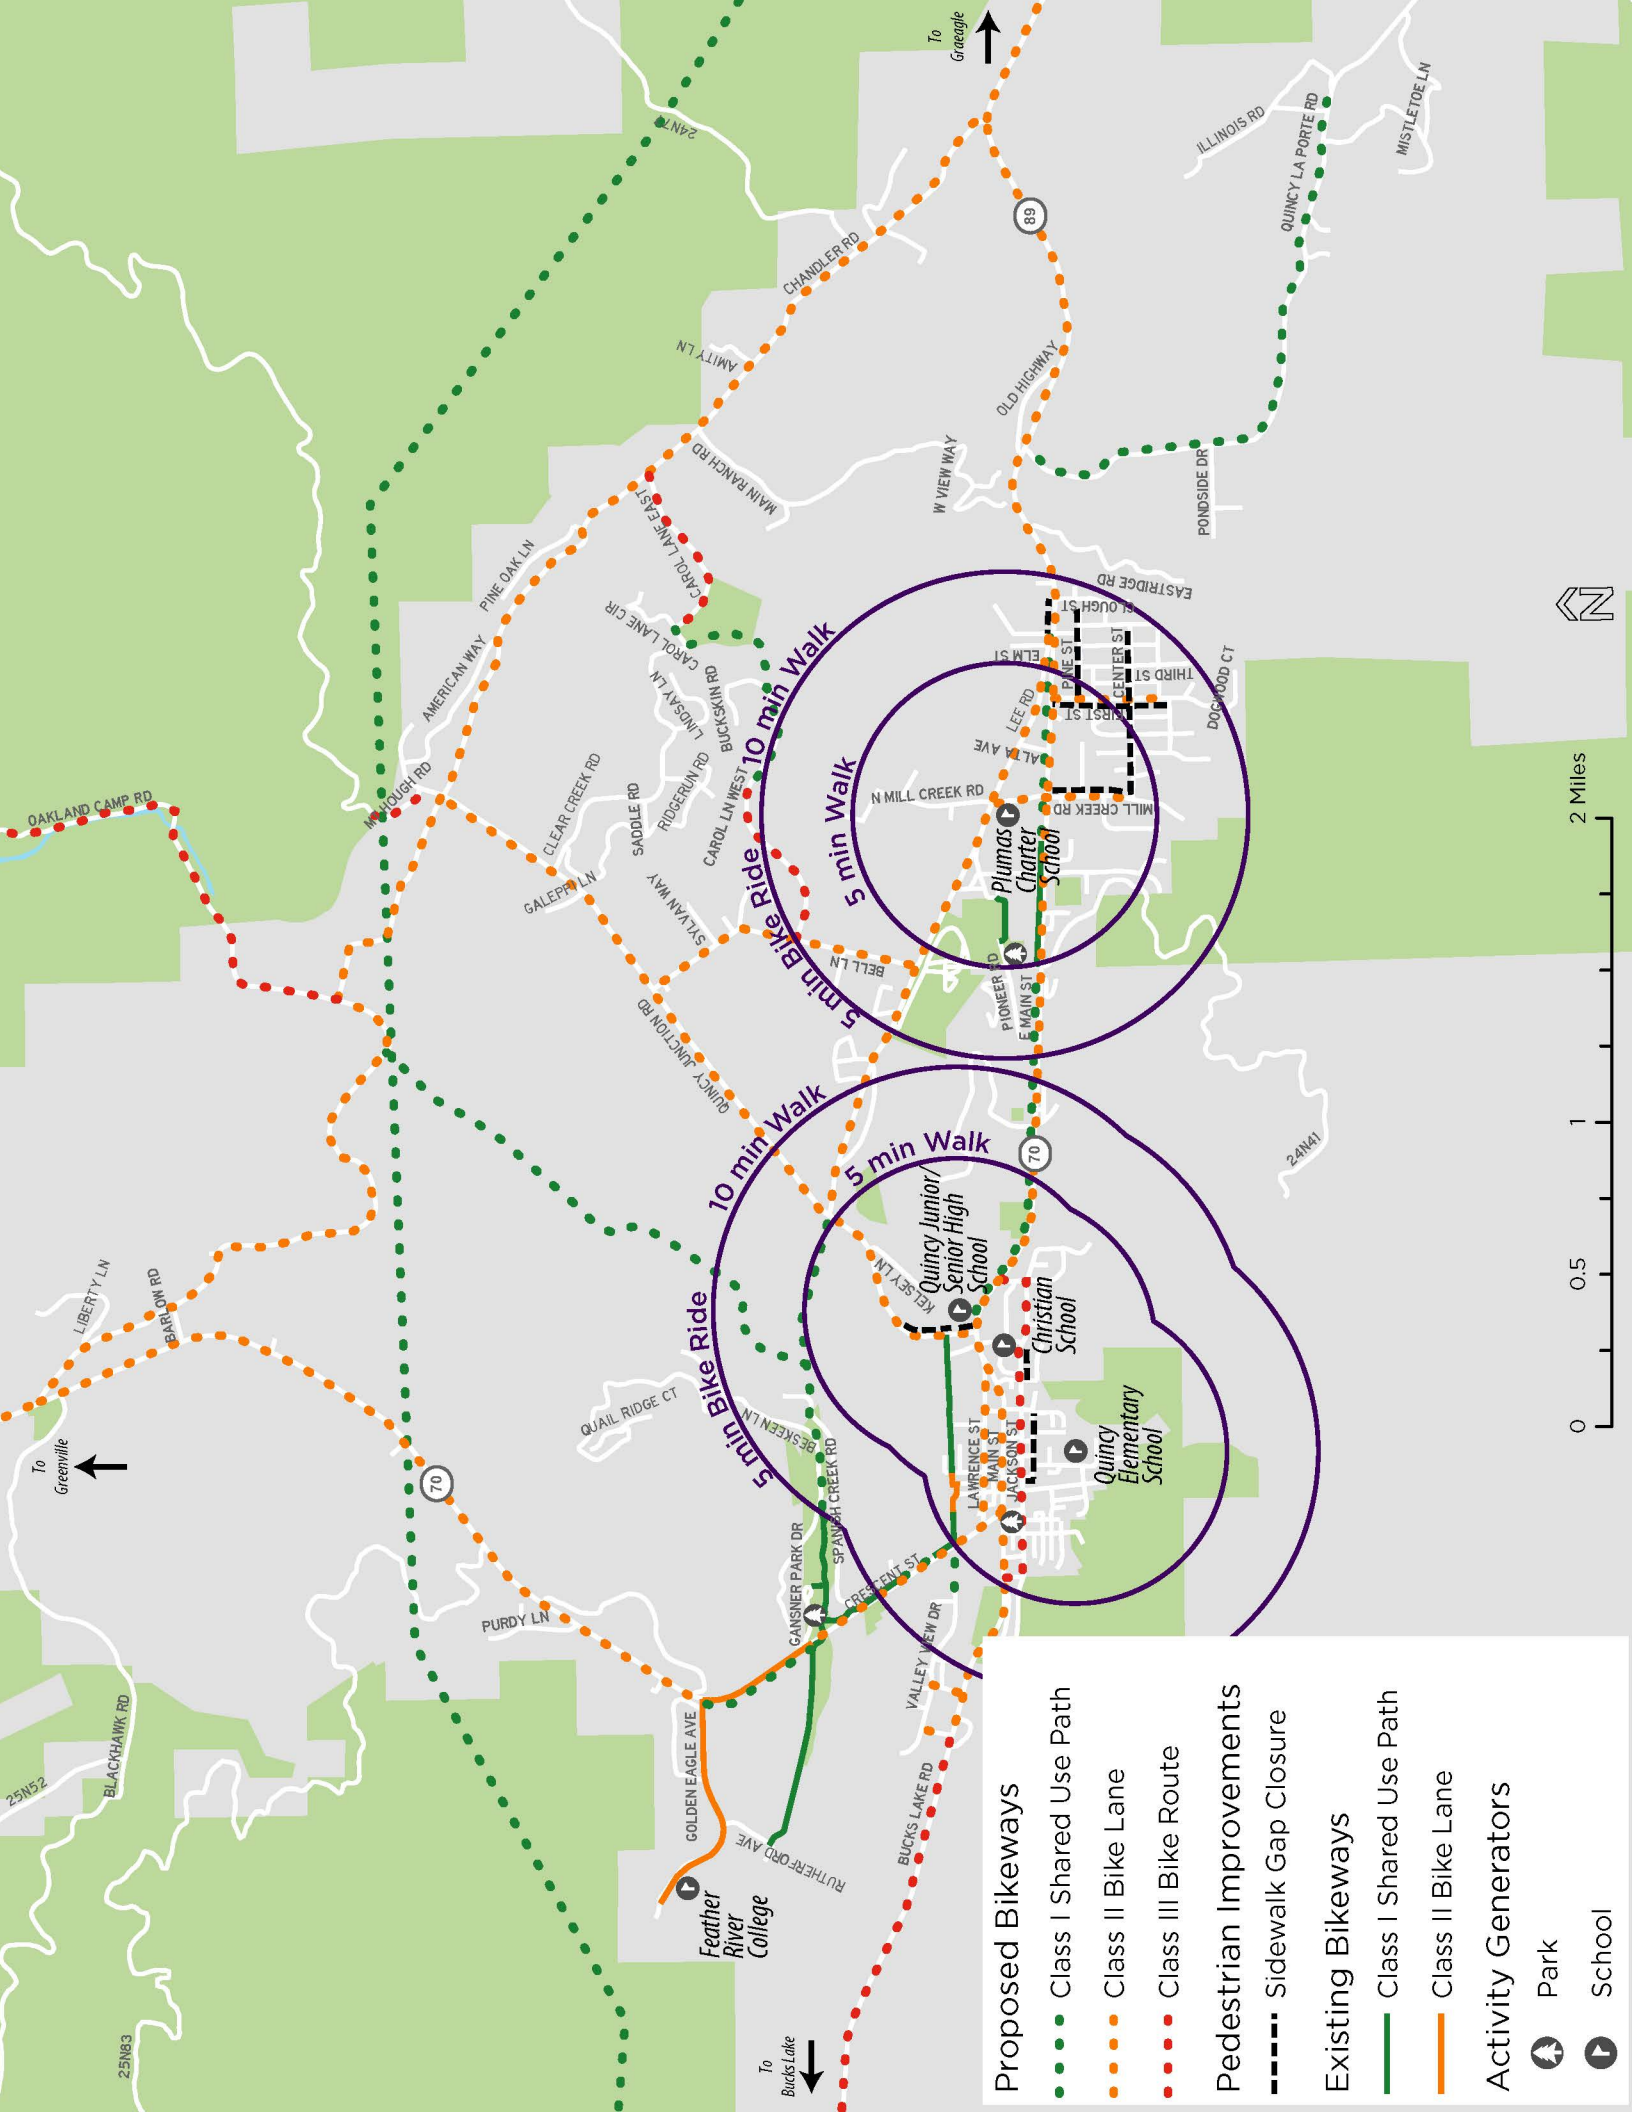 To
Greenville
To
Graeagle
To
Bucks Lake
25N83
25N52
BLACKHAWK RD
LIBERTY LN
BARLOW RD
OAKLAND CAMP RD
24N7
70
PURDY LN
QUAIL RIDGE CT
BESKEEN LN
GANSNER PARK DR
SPANISH CREEK RD
CRESCENT ST
GOLDEN EAGLE AVE
RUTHERFORD AVE
Feather
River
College
BUCKS LAKE RD
VALLEY VIEW DR
AMERICAN WAY
PINE OAK LN
CLEAR CREEK RD
GALEPPI LN
SADDLE RD
RIDGERUN RD
LINDSAY LN
BUCKSKIN RD
CAROL LANE CIR
CAROL LANE EAST
CAROL LN WEST
SYLVAN WAY
QUINCY JUNCTION RD
BELL LN
MAIN RANCH RD
AMITY LN
CHANDLER RD
5 min Bike Ride
10 min Walk
5 min Walk
5 min Bike Ride
10 min Walk
5 min Walk
KELSEY LN
Quincy Junior/
Senior High
School
LAWRENCE ST
MAIN ST
JACKSON ST
Christian
School
Quincy
Elementary
School
70
PIONEER RD
E MAIN ST
Plumas
Charter
School
N MILL CREEK RD
MILL CREEK RD
ALTA AVE
LEE RD
ELM ST
FIRST ST
PINE ST
CENTER ST
THIRD ST
CLOUGH ST
EASTRIDGE RD
DOGWOOD CT
W VIEW WAY
OLD HIGHWAY
89
PONDSIDE DR
QUINCY LA PORTE RD
ILLINOIS RD
MISTLETOE LN
24N41
N
0
0.5
1
2 Miles
Proposed Bikeways
Class I Shared Use Path
Class II Bike Lane
Class III Bike Route
Pedestrian Improvements
Sidewalk Gap Closure
Existing Bikeways
Class I Shared Use Path
Class II Bike Lane
Activity Generators
Park
School